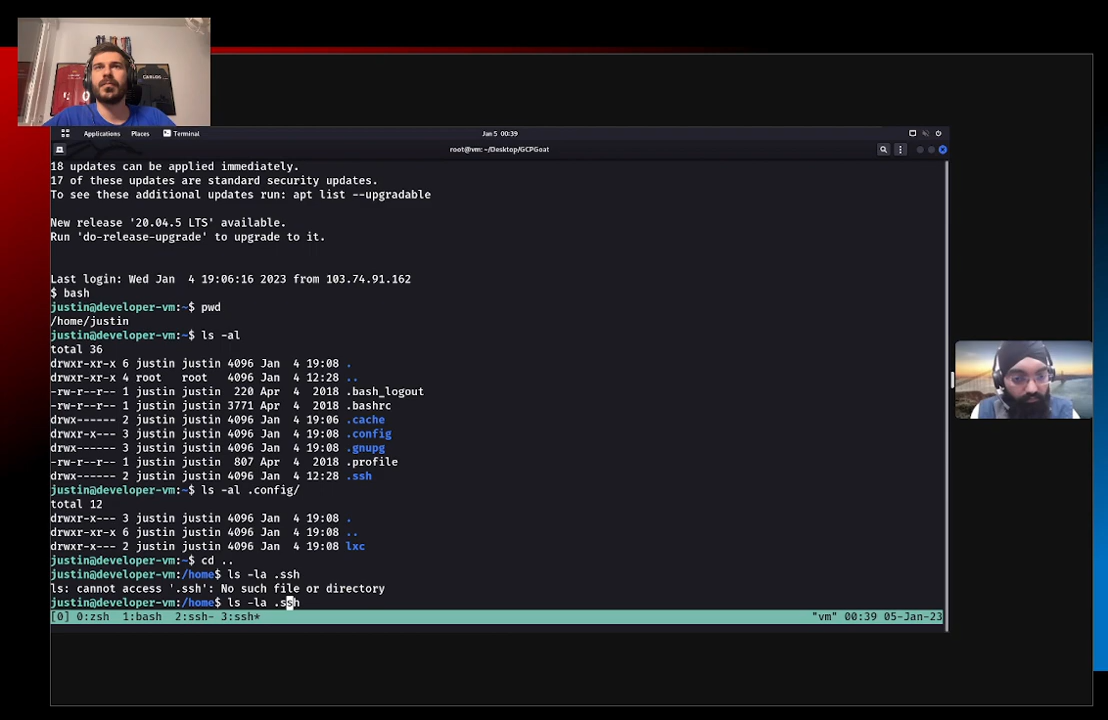 CARLOS
Applications Places Terminal Jan 5 00:39
root@vm: ~/Desktop/GCPGoat
18 updates can be applied immediately.
17 of these updates are standard security updates.
To see these additional updates run: apt list --upgradable
New release '20.04.5 LTS' available.
Run 'do-release-upgrade' to upgrade to it.
Last login: Wed Jan  4 19:06:16 2023 from 103.74.91.162
$ bash
justin@developer-vm:~$ pwd
/home/justin
justin@developer-vm:~$ ls -al
total 36
drwxr-xr-x 6 justin justin 4096 Jan  4 19:08 .
drwxr-xr-x 4 root   root   4096 Jan  4 12:28 ..
-rw-r--r-- 1 justin justin  220 Apr  4  2018 .bash_logout
-rw-r--r-- 1 justin justin 3771 Apr  4  2018 .bashrc
drwx------ 2 justin justin 4096 Jan  4 19:06 .cache
drwxr-x--- 3 justin justin 4096 Jan  4 19:08 .config
drwx------ 3 justin justin 4096 Jan  4 19:08 .gnupg
-rw-r--r-- 1 justin justin  807 Apr  4  2018 .profile
drwx------ 2 justin justin 4096 Jan  4 12:28 .ssh
justin@developer-vm:~$ ls -al .config/
total 12
drwxr-x--- 3 justin justin 4096 Jan  4 19:08 .
drwxr-xr-x 6 justin justin 4096 Jan  4 19:08 ..
drwxr-x--- 2 justin justin 4096 Jan  4 19:08 lxc
justin@developer-vm:~$ cd ..
justin@developer-vm:/home$ ls -la .ssh
ls: cannot access '.ssh': No such file or directory
justin@developer-vm:/home$ ls -la .ssh
[0] 0:zsh  1:bash  2:ssh- 3:ssh* "vm" 00:39 05-Jan-23